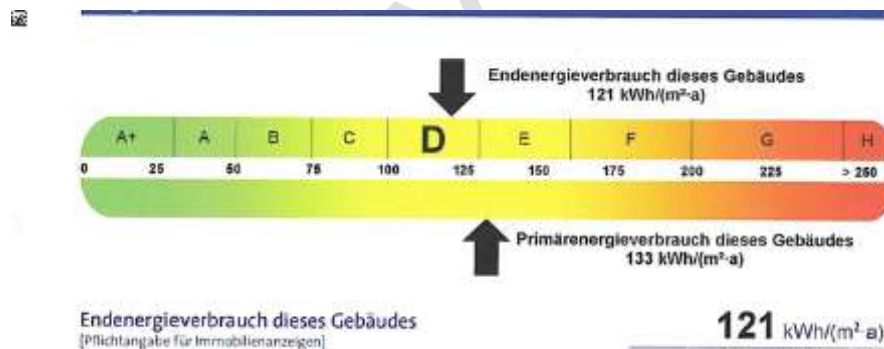 Endenergieverbrauch dieses Gebäudes
121 kWh/(m²·a)
A+ A B C D E F G H
0 25 50 75 100 125 150 175 200 225 > 250
Primärenergieverbrauch dieses Gebäudes
133 kWh/(m²·a)
Endenergieverbrauch dieses Gebäudes
121 kWh/(m²·a)
[Pflichtangabe für Immobilienanzeigen]